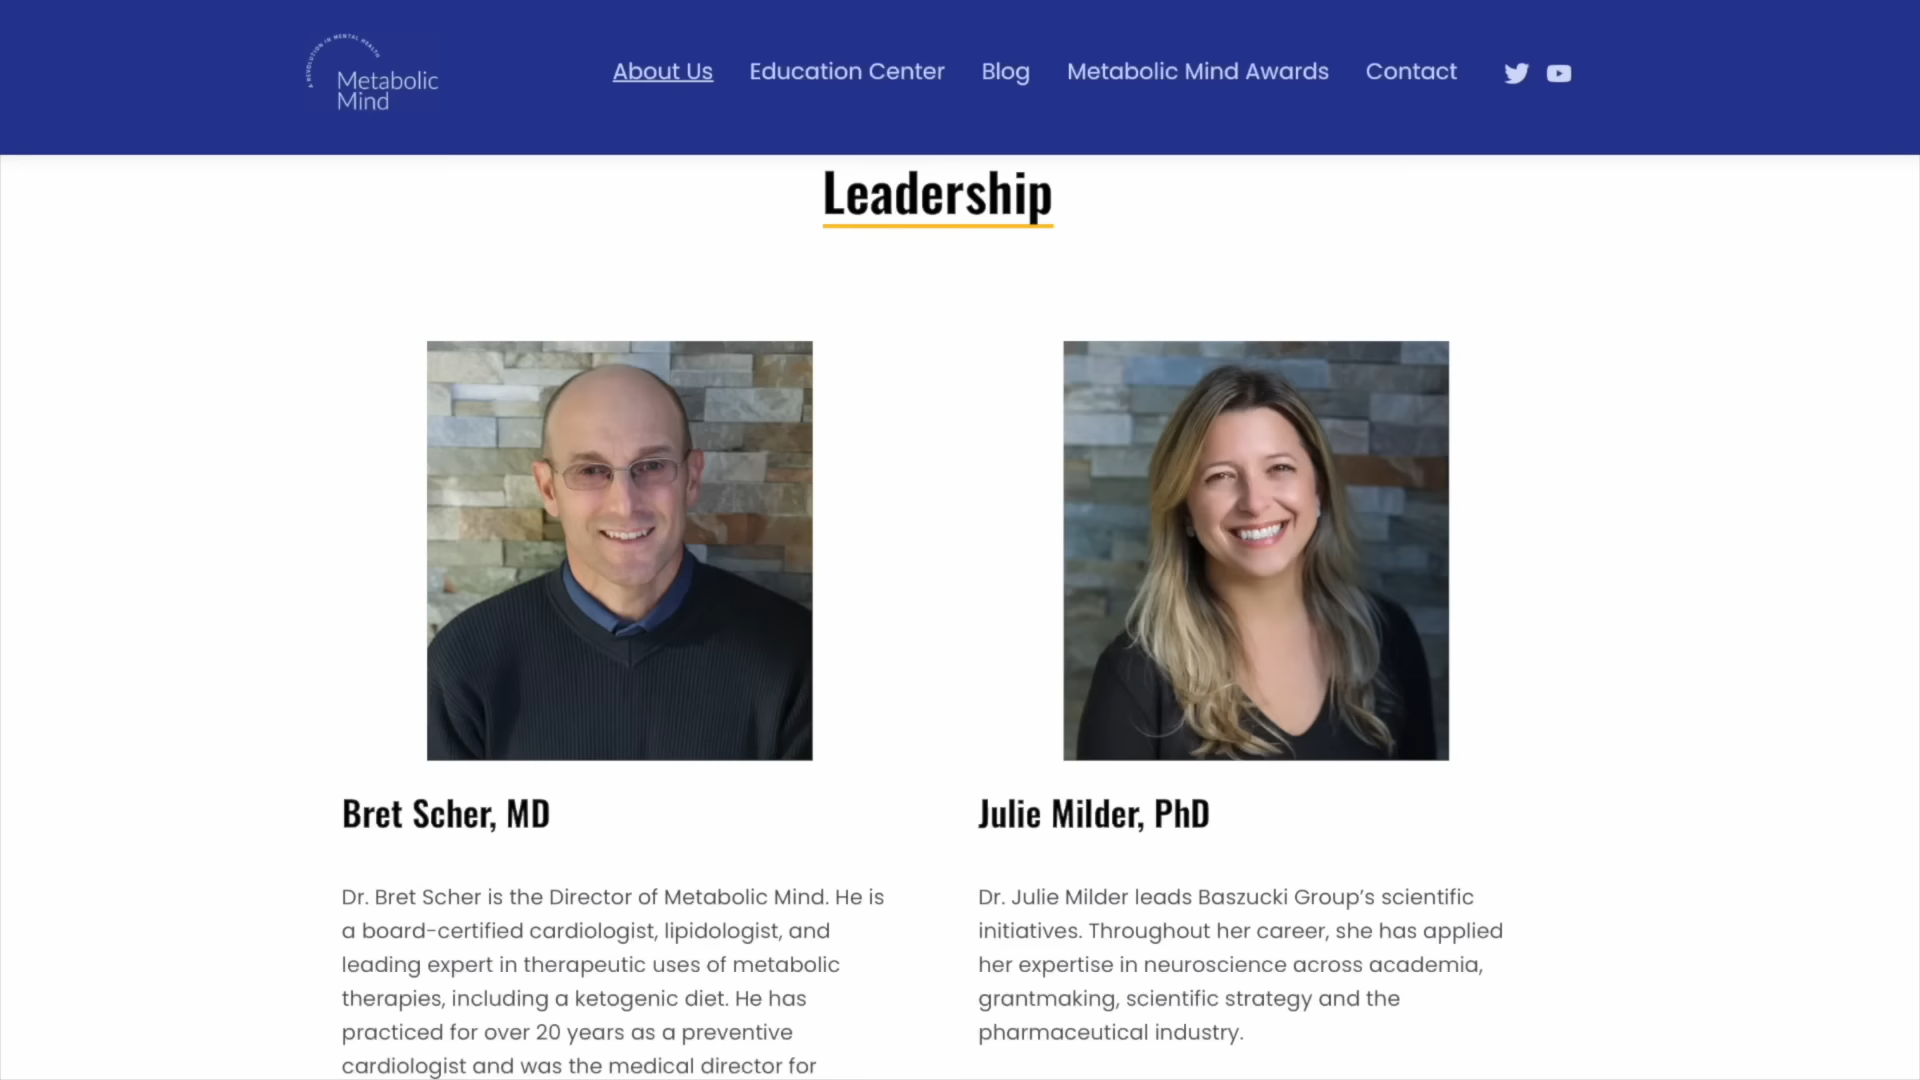 A REVOLUTION IN MENTAL HEALTH
Metabolic
Mind
About Us
Education Center
Blog
Metabolic Mind Awards
Contact
Leadership
Bret Scher, MD
Dr. Bret Scher is the Director of Metabolic Mind. He is
a board-certified cardiologist, lipidologist, and
leading expert in therapeutic uses of metabolic
therapies, including a ketogenic diet. He has
practiced for over 20 years as a preventive
cardiologist and was the medical director for
Julie Milder, PhD
Dr. Julie Milder leads Baszucki Group’s scientific
initiatives. Throughout her career, she has applied
her expertise in neuroscience across academia,
grantmaking, scientific strategy and the
pharmaceutical industry.